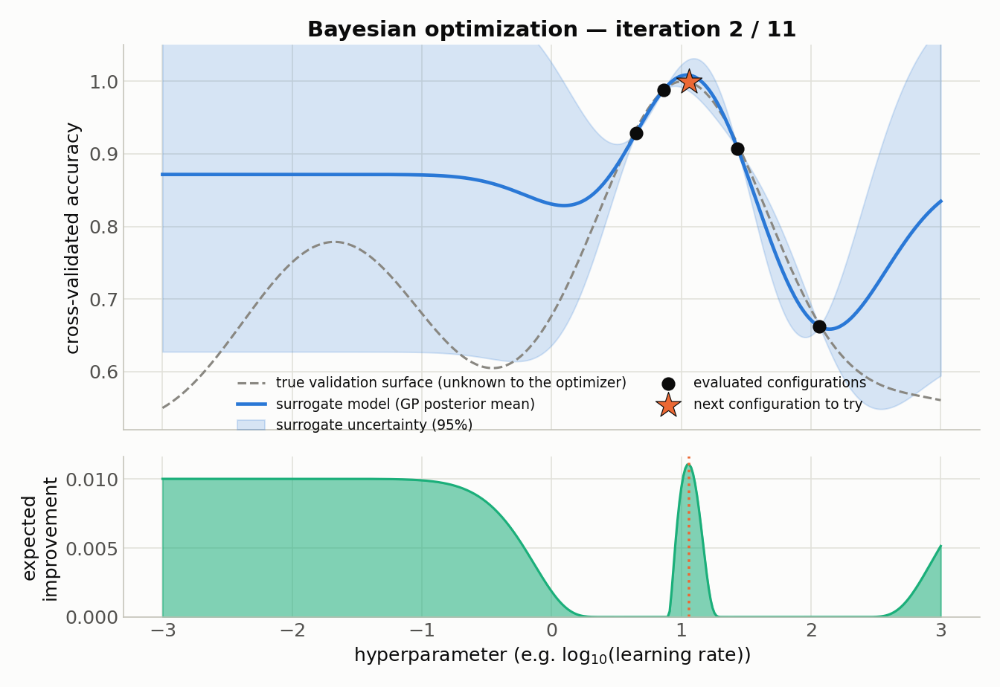 Bayesian optimization — iteration 2 / 11
cross-validated accuracy
1.0
0.9
0.8
0.7
0.6
true validation surface (unknown to the optimizer)
surrogate model (GP posterior mean)
surrogate uncertainty (95%)
evaluated configurations
next configuration to try
expected
improvement
0.010
0.005
0.000
−3
−2
−1
0
1
2
3
hyperparameter (e.g. log₁₀(learning rate))